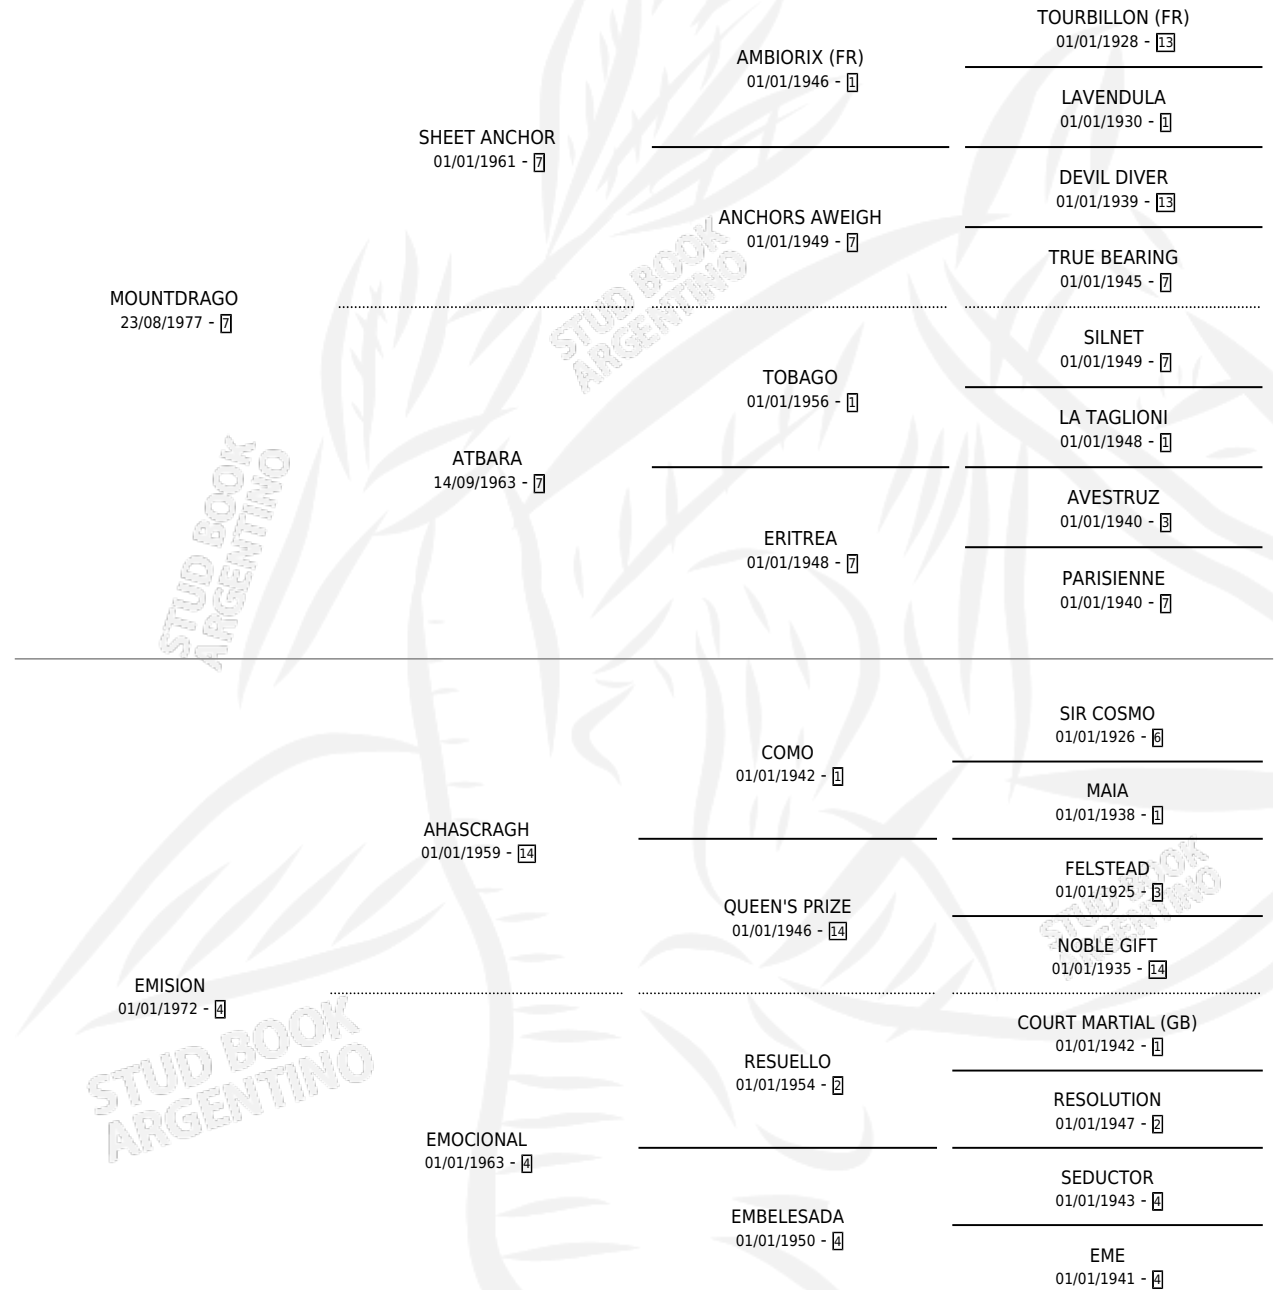 TOURBILLON (FR)
01/01/1928 - 13
AMBIORIX (FR)
01/01/1946 - 1
LAVENDULA
01/01/1930 - 1
SHEET ANCHOR
01/01/1961 - 7
DEVIL DIVER
01/01/1939 - 13
ANCHORS AWEIGH
01/01/1949 - 7
TRUE BEARING
01/01/1945 - 7
MOUNTDRAGO
23/08/1977 - 7
SILNET
01/01/1949 - 7
TOBAGO
01/01/1956 - 1
LA TAGLIONI
01/01/1948 - 1
ATBARA
14/09/1963 - 7
AVESTRUZ
01/01/1940 - 3
ERITREA
01/01/1948 - 7
PARISIENNE
01/01/1940 - 7
SIR COSMO
01/01/1926 - 6
COMO
01/01/1942 - 1
MAIA
01/01/1938 - 1
AHASCRAGH
01/01/1959 - 14
FELSTEAD
01/01/1925 - 3
QUEEN'S PRIZE
01/01/1946 - 14
NOBLE GIFT
01/01/1935 - 14
EMISION
01/01/1972 - 4
COURT MARTIAL (GB)
01/01/1942 - 1
RESUELLO
01/01/1954 - 2
RESOLUTION
01/01/1947 - 2
EMOCIONAL
01/01/1963 - 4
SEDUCTOR
01/01/1943 - 4
EMBELESADA
01/01/1950 - 4
EME
01/01/1941 - 4
STUD BOOK
ARGENTINO
STUD BOOK
ARGENTINO
STUD BOOK
ARGENTINO
STUD BOOK
ARGENTINO